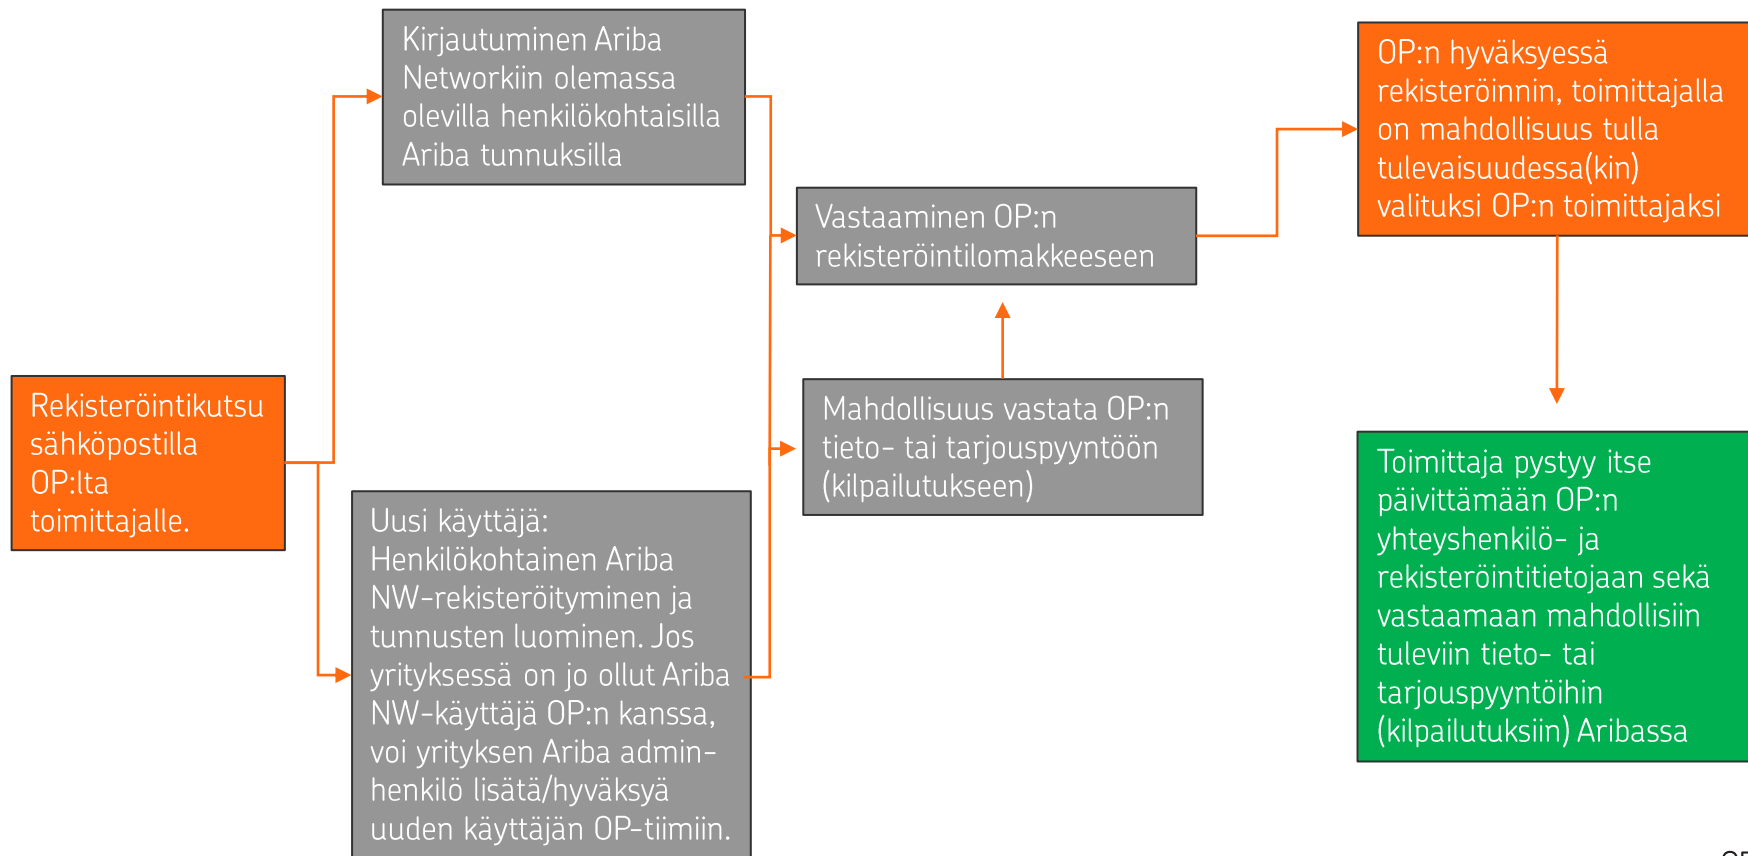 Rekisteröintikutsu
sähköpostilla
OP:lta
toimittajalle.
Kirjautuminen Ariba
Networkiin olemassa
olevilla henkilökohtaisilla
Ariba tunnuksilla
Uusi käyttäjä:
Henkilökohtainen Ariba
NW-rekisteröityminen ja
tunnusten luominen. Jos
yrityksessä on jo ollut Ariba
NW-käyttäjä OP:n kanssa,
voi yrityksen Ariba admin-
henkilö lisätä/hyväksyä
uuden käyttäjän OP-tiimiin.
Vastaaminen OP:n
rekisteröintilomakkeeseen
Mahdollisuus vastata OP:n
tieto- tai tarjouspyyntöön
(kilpailutukseen)
OP:n hyväksyessä
rekisteröinnin, toimittajalla
on mahdollisuus tulla
tulevaisuudessa(kin)
valituksi OP:n toimittajaksi
Toimittaja pystyy itse
päivittämään OP:n
yhteyshenkilö- ja
rekisteröintitietojaan sekä
vastaamaan mahdollisiin
tuleviin tieto- tai
tarjouspyyntöihin
(kilpailutuksiin) Aribassa